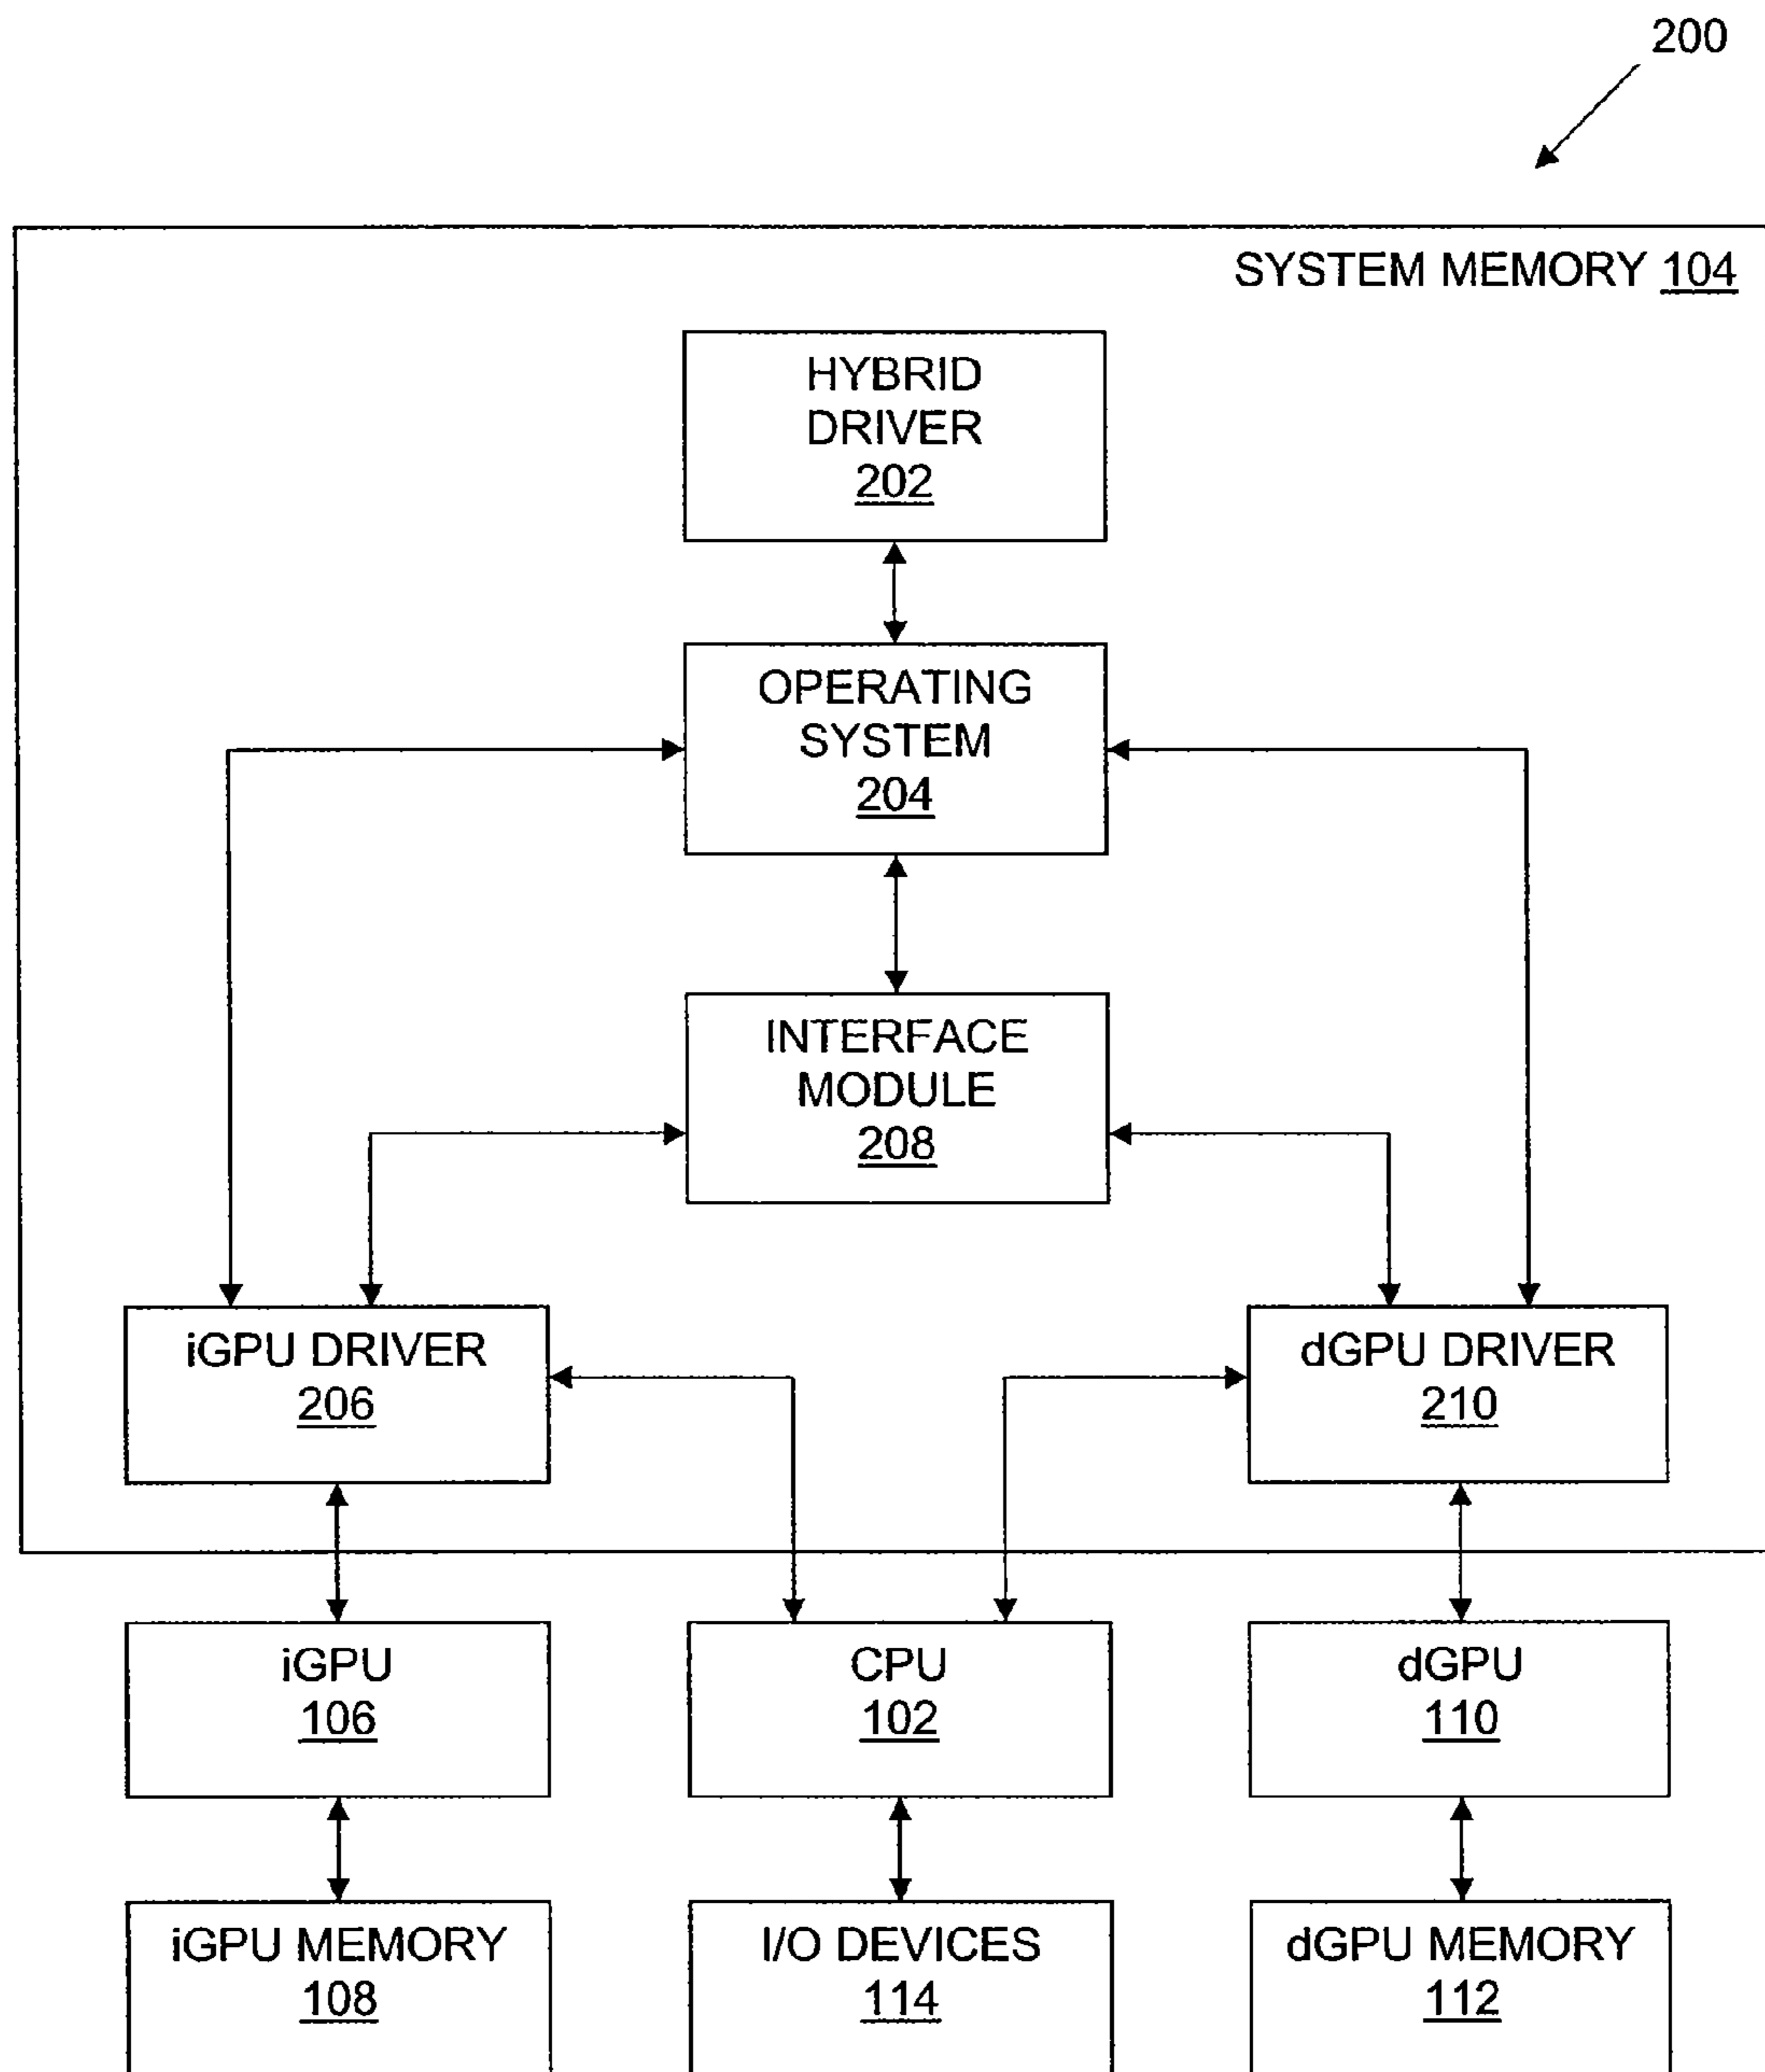 200
SYSTEM MEMORY 104
HYBRID
DRIVER
202
OPERATING
SYSTEM
204
INTERFACE
MODULE
208
iGPU DRIVER
206
dGPU DRIVER
210
iGPU
106
CPU
102
dGPU
110
iGPU MEMORY
108
I/O DEVICES
114
dGPU MEMORY
112